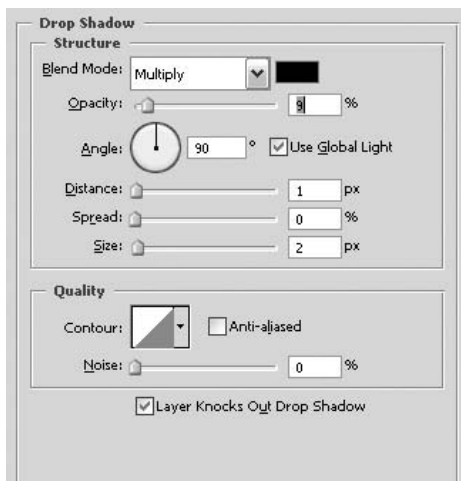 Drop Shadow
Structure
Blend Mode: Multiply
Opacity: 9 %
Angle: 90 ° Use Global Light
Distance: 1 px
Spread: 0 %
Size: 2 px
Quality
Contour: Anti-aliased
Noise: 0 %
Layer Knocks Out Drop Shadow